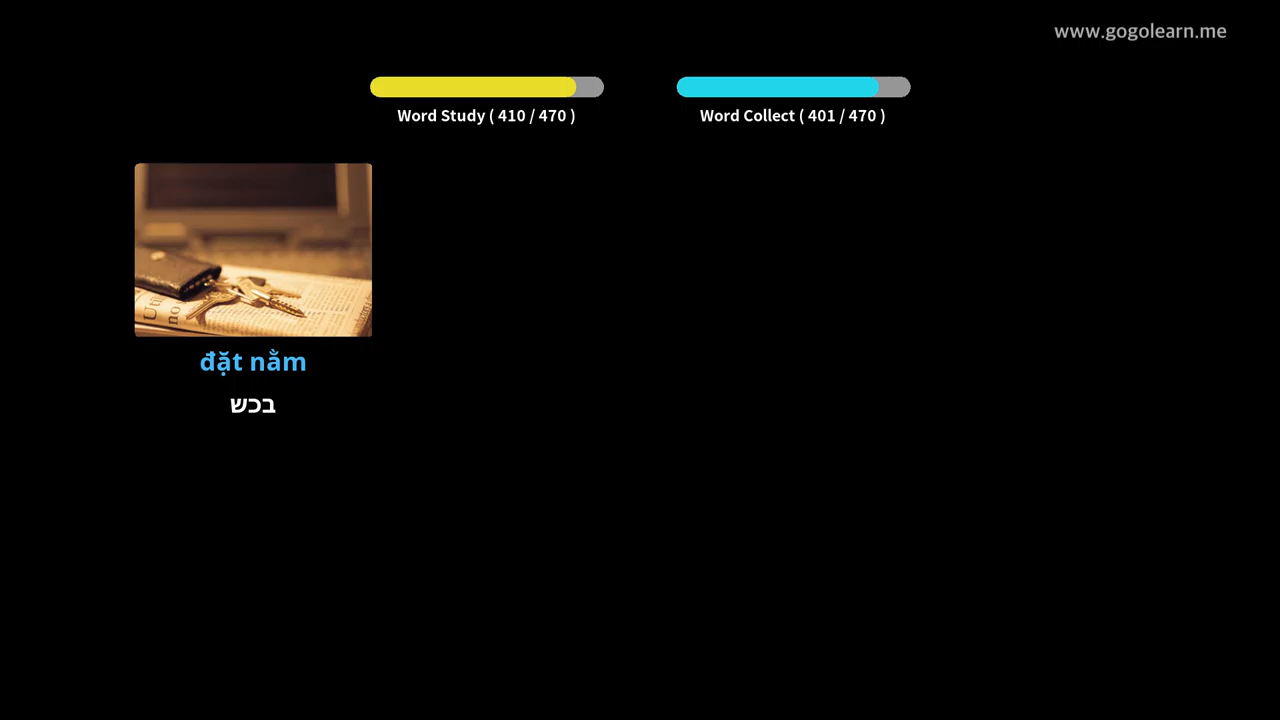 www.gogolearn.me
Word Study ( 410 / 470 )
Word Collect ( 401 / 470 )
đặt nằm
בכש